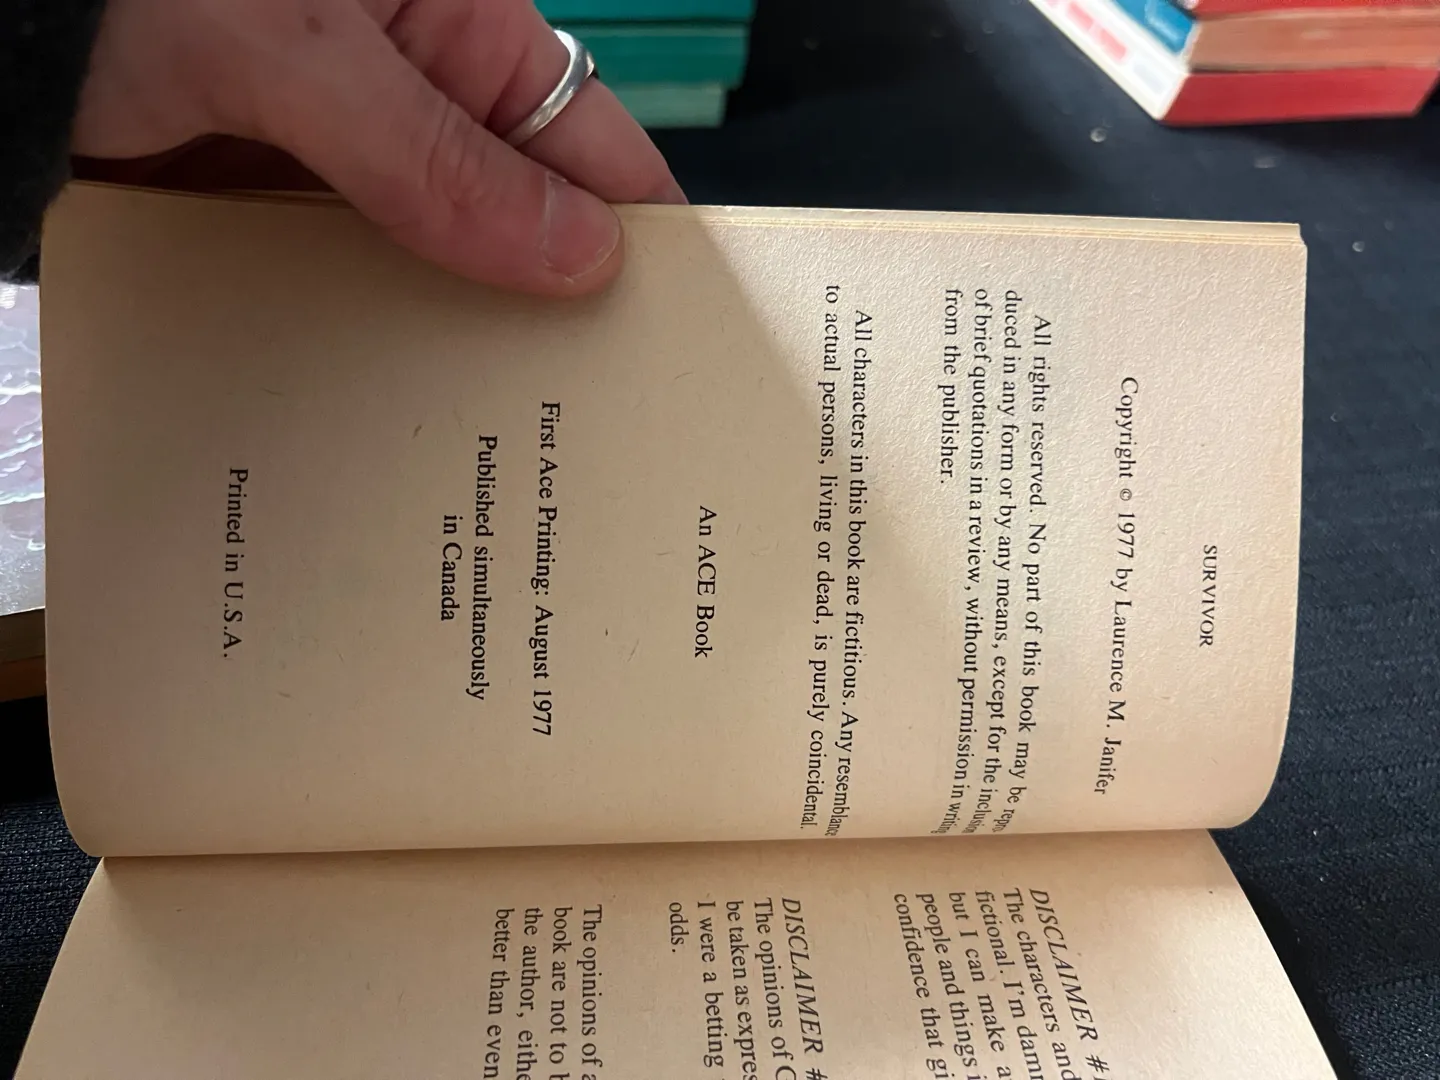 SURVIVOR
Copyright © 1977 by Laurence M. Janifer
All rights reserved. No part of this book may be repro
duced in any form or by any means, except for the inclusion
of brief quotations in a review, without permission in writing
from the publisher.
All characters in this book are fictitious. Any resemblance
to actual persons, living or dead, is purely coincidental.
An ACE Book
First Ace Printing: August 1977
Published simultaneously
in Canada
Printed in U.S.A.
DISCLAIMER #
The characters and
fictional. I'm damn
but I can make a
people and things i
confidence that gi
DISCLAIMER #
The opinions of G
be taken as expres
I were a betting
odds.
The opinions of a
book are not to b
the author, eithe
better than even